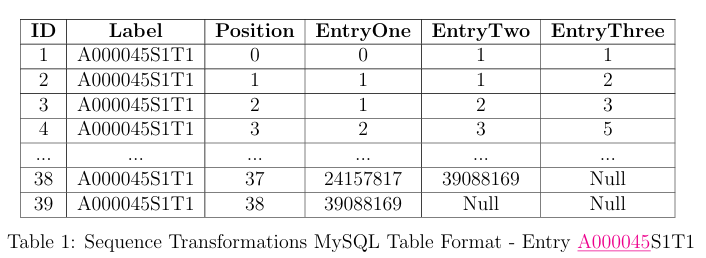 ID Label Position EntryOne EntryTwo EntryThree
1 A000045S1T1 0 0 1 1
2 A000045S1T1 1 1 1 2
3 A000045S1T1 2 1 2 3
4 A000045S1T1 3 2 3 5
... ... ... ... ... ...
38 A000045S1T1 37 24157817 39088169 Null
39 A000045S1T1 38 39088169 Null Null
Table 1: Sequence Transformations MySQL Table Format - Entry A000045S1T1